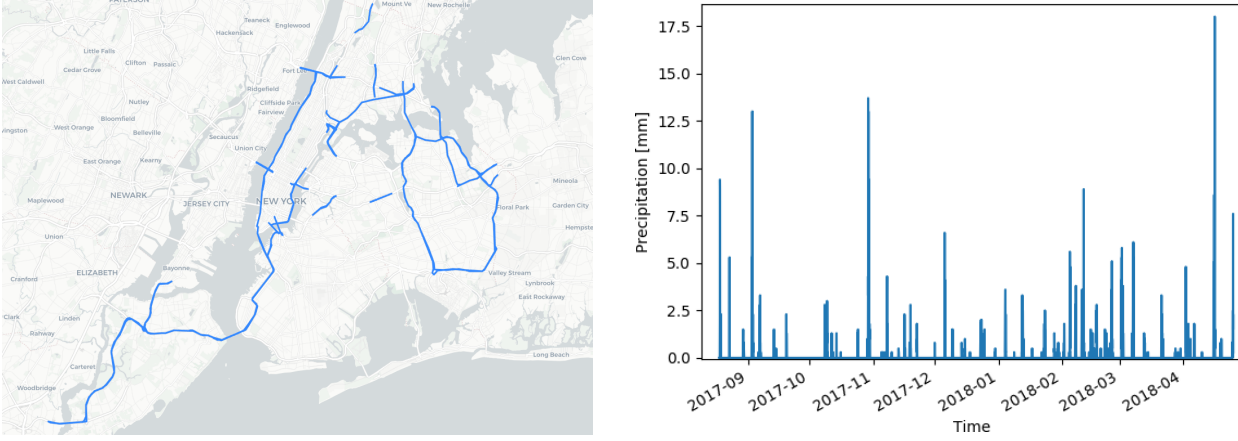 PATERSON
Mount Ve
New Rochelle
Teaneck
Englewood
Hackensack
Glen Cove
Little Falls
Clifton
Passaic
Cedar Grove
Fort Lee
West Caldwell
Ridgefield
Nutley
Cliffside Park
Fairview
Bloomfield
West Orange
Belleville
vingston
Secaucus
Union City
East Orange
Kearny
Mineola
NEWARK
Maplewood
JERSEY CITY
NEW YORK
Garden City
Floral Park
Union
Hempste
Bayonne
ELIZABETH
Valley Stream
Cranford
Lynbrook
East Rockaway
Clark
Linden
Rahway
Long Beach
Carteret
Woodbridge
Precipitation [mm]
17.5
15.0
12.5
10.0
7.5
5.0
2.5
0.0
2017-09
2017-10
2017-11
2017-12
2018-01
2018-02
2018-03
2018-04
Time